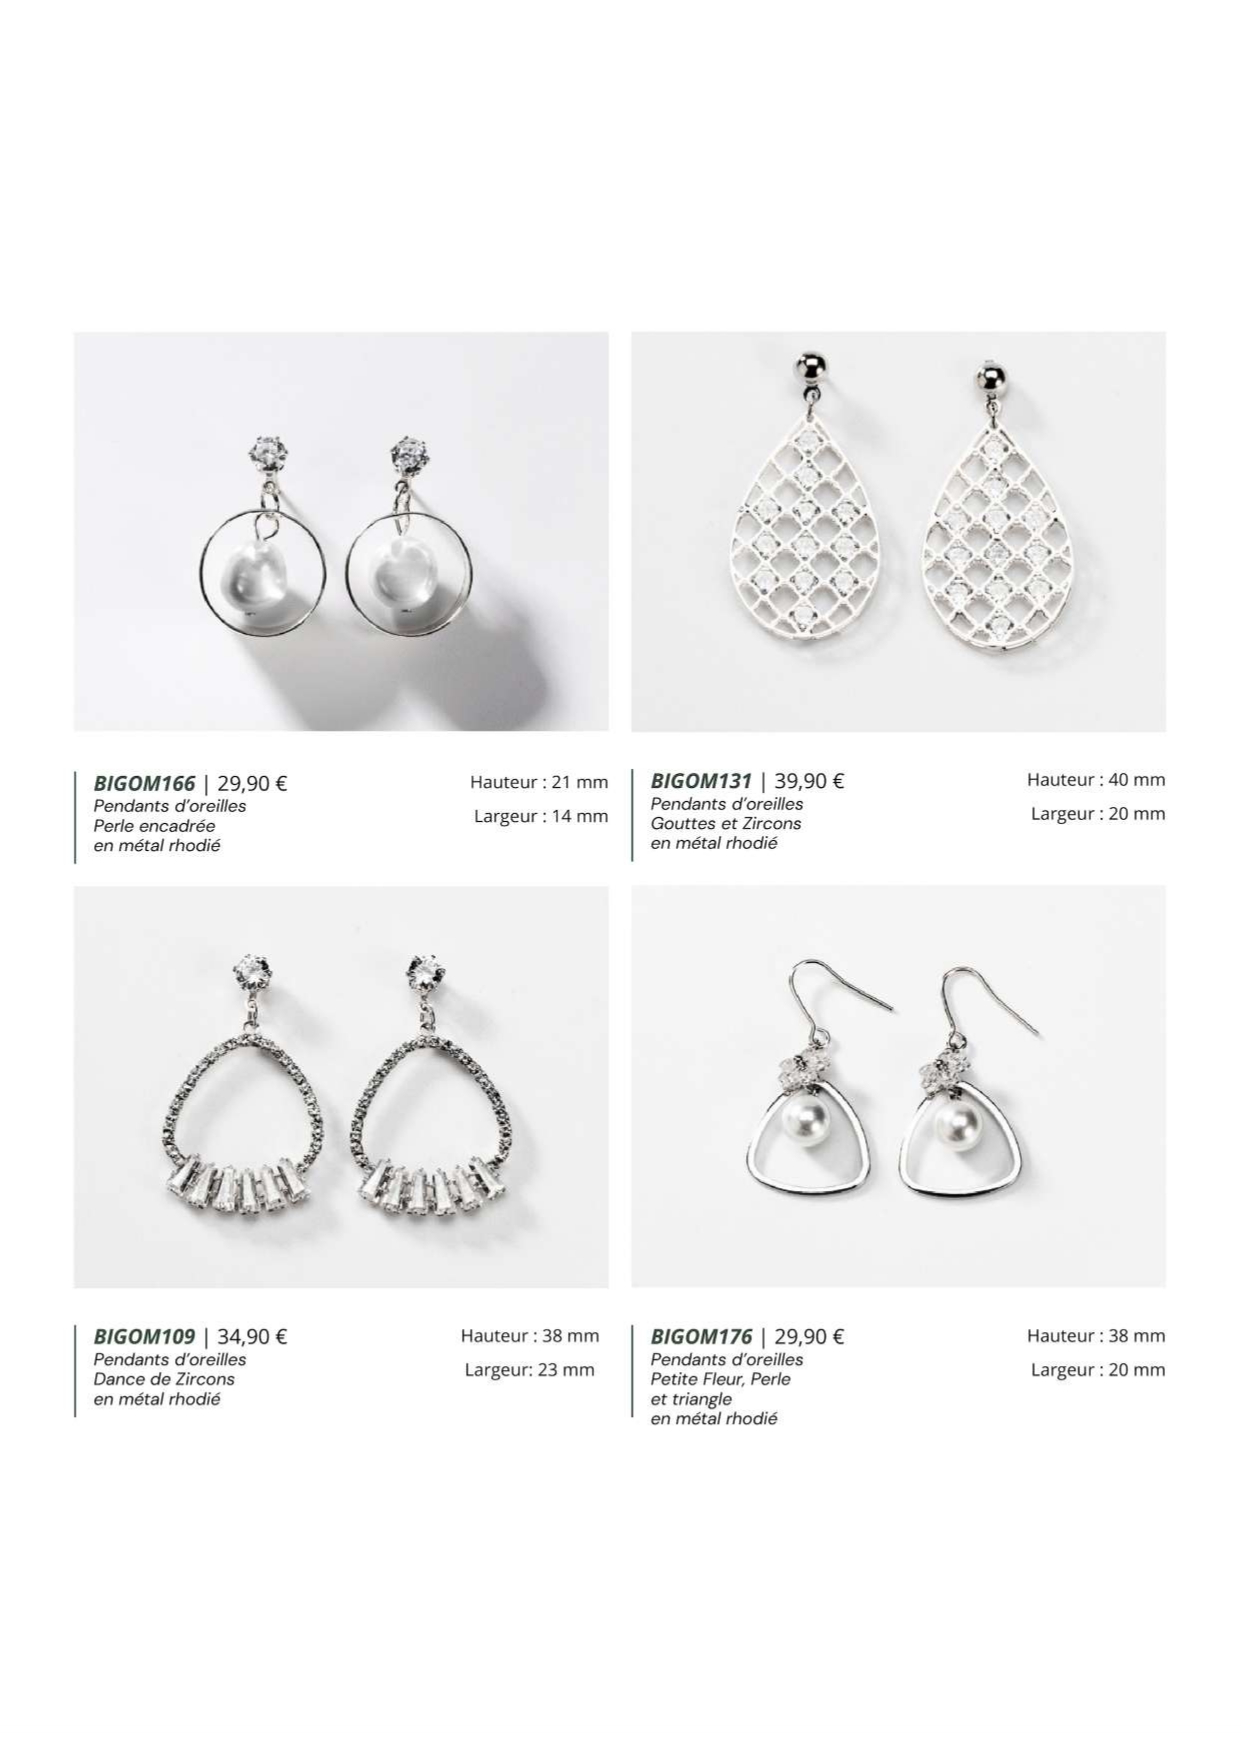 BIGOM166 | 29,90 €
Pendants d'oreilles
Perle encadrée
en métal rhodié
Hauteur : 21 mm
Largeur : 14 mm
BIGOM131 | 39,90 €
Pendants d'oreilles
Gouttes et Zircons
en métal rhodié
Hauteur : 40 mm
Largeur : 20 mm
BIGOM109 | 34,90 €
Pendants d'oreilles
Dance de Zircons
en métal rhodié
Hauteur : 38 mm
Largeur: 23 mm
BIGOM176 | 29,90 €
Pendants d'oreilles
Petite Fleur, Perle
et triangle
en métal rhodié
Hauteur : 38 mm
Largeur : 20 mm